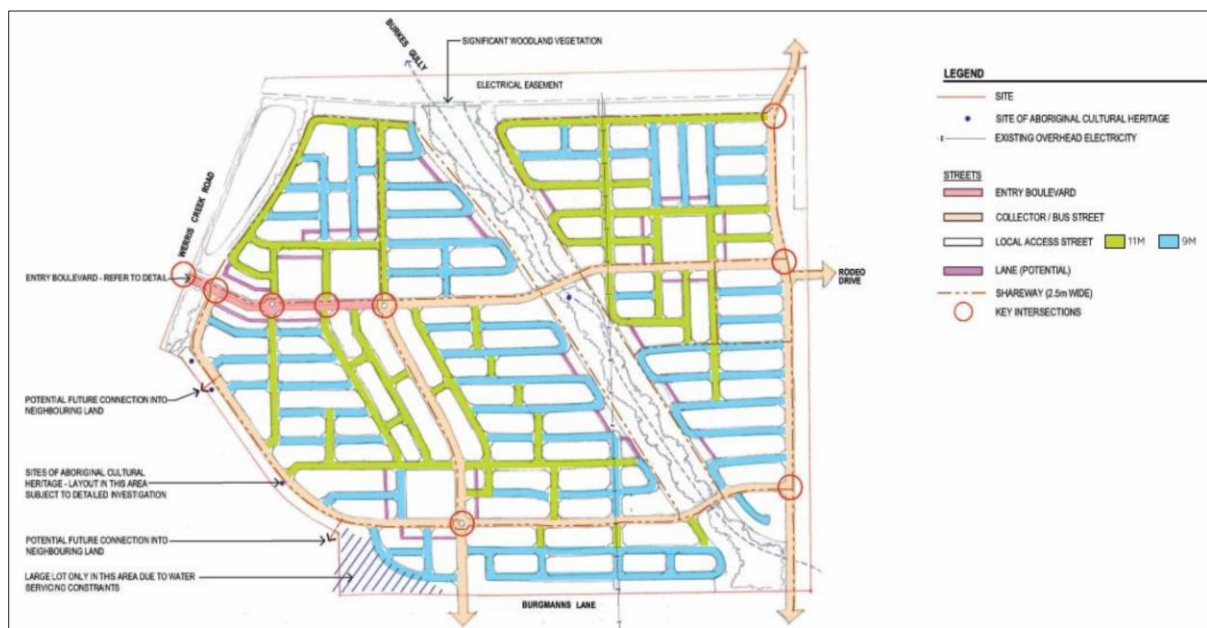 BURKES GULLY
SIGNIFICANT WOODLAND VEGETATION
ELECTRICAL EASEMENT
WERRIS CREEK ROAD
ENTRY BOULEVARD - REFER TO DETAIL
RODEO
DRIVE
POTENTIAL FUTURE CONNECTION INTO
NEIGHBOURING LAND
SITES OF ABORIGINAL CULTURAL
HERITAGE - LAYOUT IN THIS AREA
SUBJECT TO DETAILED INVESTIGATION
POTENTIAL FUTURE CONNECTION INTO
NEIGHBOURING LAND
LARGE LOT ONLY IN THIS AREA DUE TO WATER
SERVICING CONSTRAINTS
BURGMANNS LANE
LEGEND
SITE
SITE OF ABORIGINAL CULTURAL HERITAGE
EXISTING OVERHEAD ELECTRICITY
STREETS
ENTRY BOULEVARD
COLLECTOR / BUS STREET
LOCAL ACCESS STREET 11M 9M
LANE (POTENTIAL)
SHAREWAY (2.5m WIDE)
KEY INTERSECTIONS